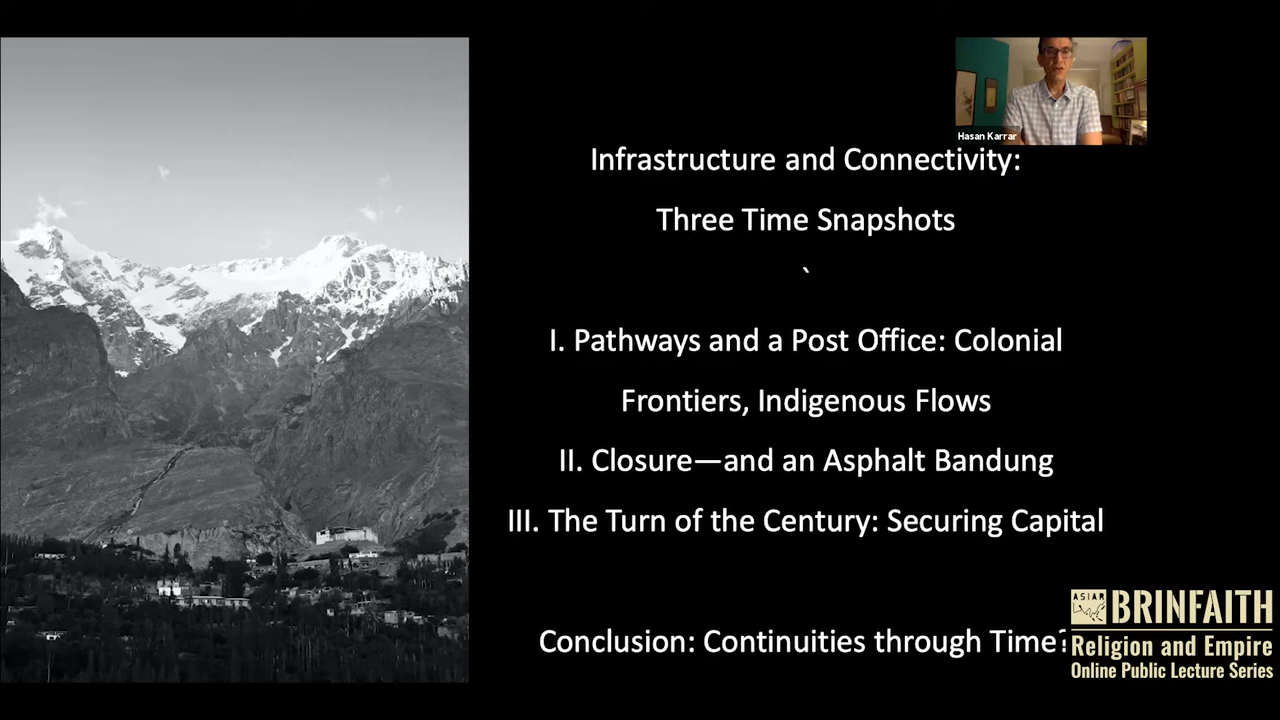 Hasan Karrar
Infrastructure and Connectivity:
Three Time Snapshots
`
I. Pathways and a Post Office: Colonial
Frontiers, Indigenous Flows
II. Closure—and an Asphalt Bandung
III. The Turn of the Century: Securing Capital
Conclusion: Continuities through Time?
ASIAR
BRINFAITH
Religion and Empire
Online Public Lecture Series